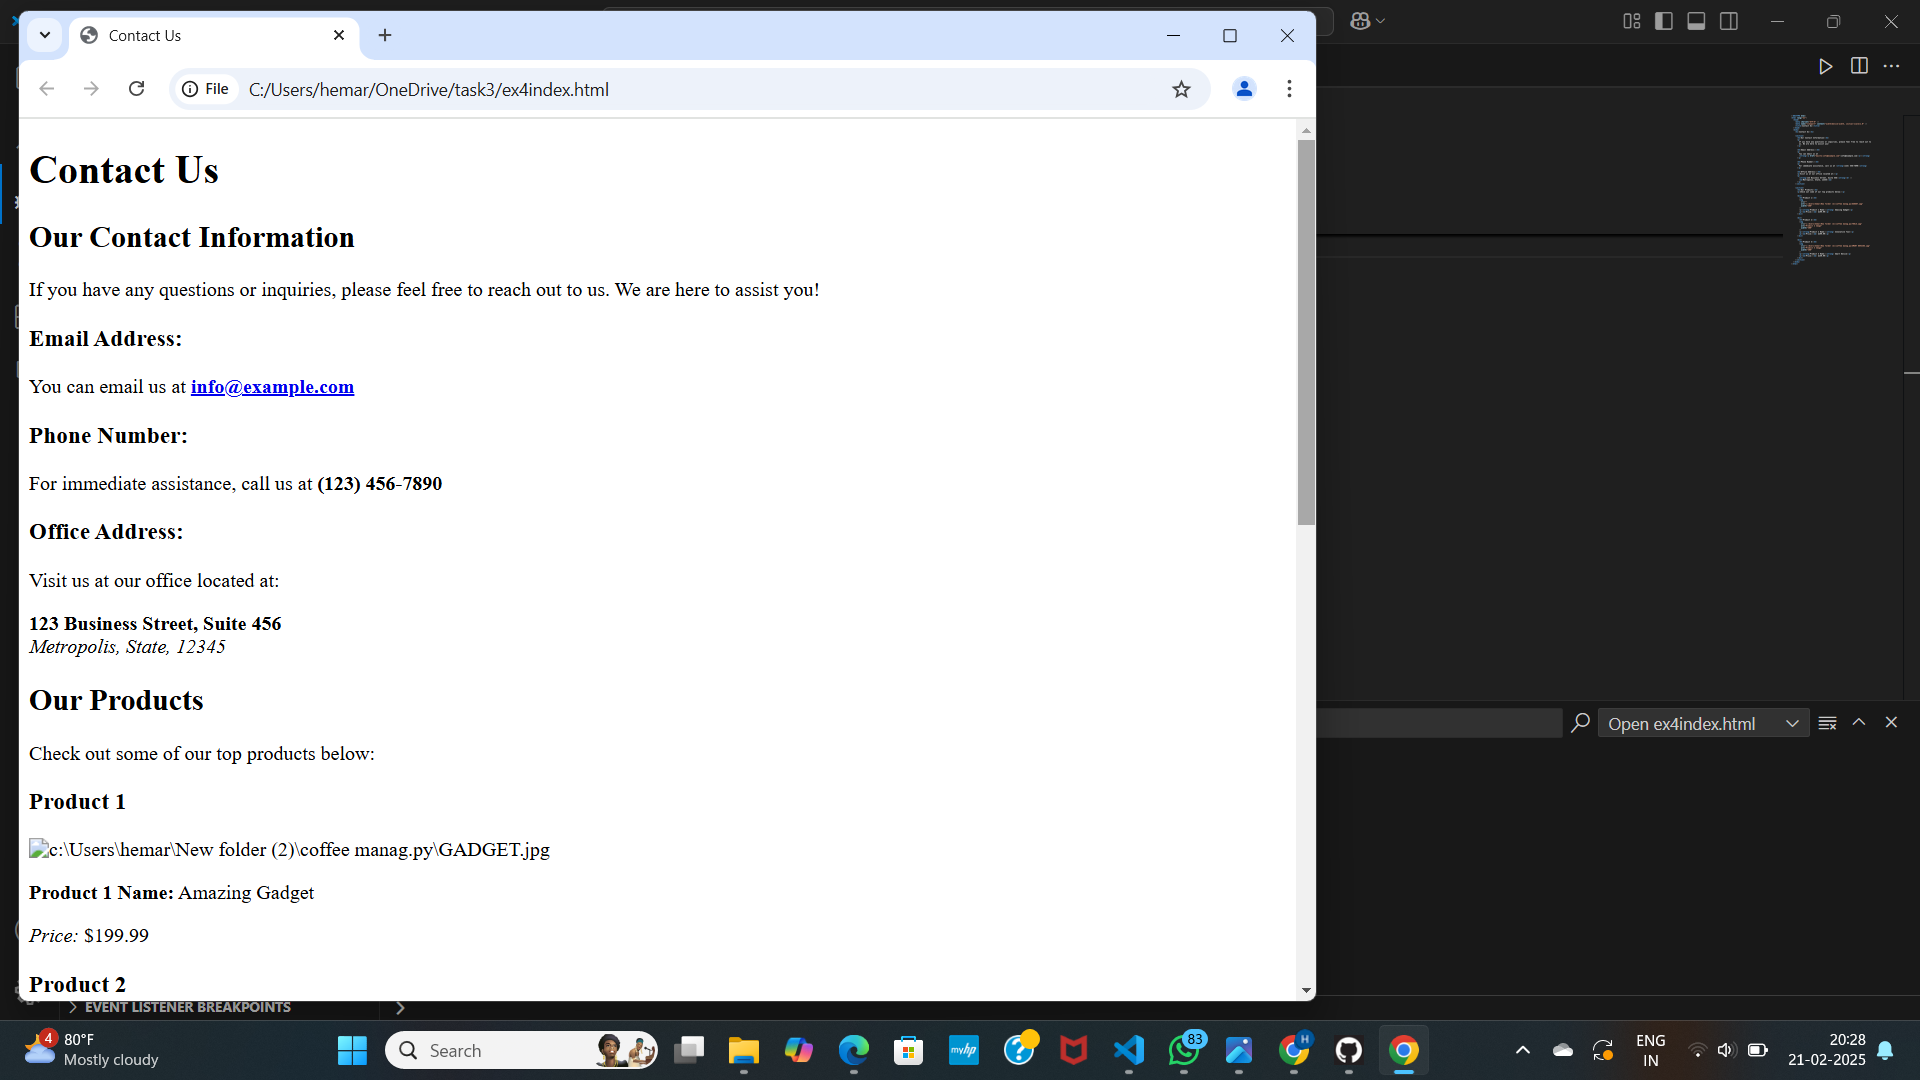 Contact Us
File
C:/Users/hemar/OneDrive/task3/ex4index.html
Contact Us
Our Contact Information
If you have any questions or inquiries, please feel free to reach out to us. We are here to assist you!
Email Address:
You can email us at info@example.com
Phone Number:
For immediate assistance, call us at (123) 456-7890
Office Address:
Visit us at our office located at:
123 Business Street, Suite 456
Metropolis, State, 12345
Our Products
Check out some of our top products below:
Product 1
c:\Users\hemar\New folder (2)\coffee manag.py\GADGET.jpg
Product 1 Name: Amazing Gadget
Price: $199.99
Product 2
Open ex4index.html
EVENT LISTENER BREAKPOINTS
4
80°F
Mostly cloudy
Search
myhp
83
H
ENG
IN
20:28
21-02-2025